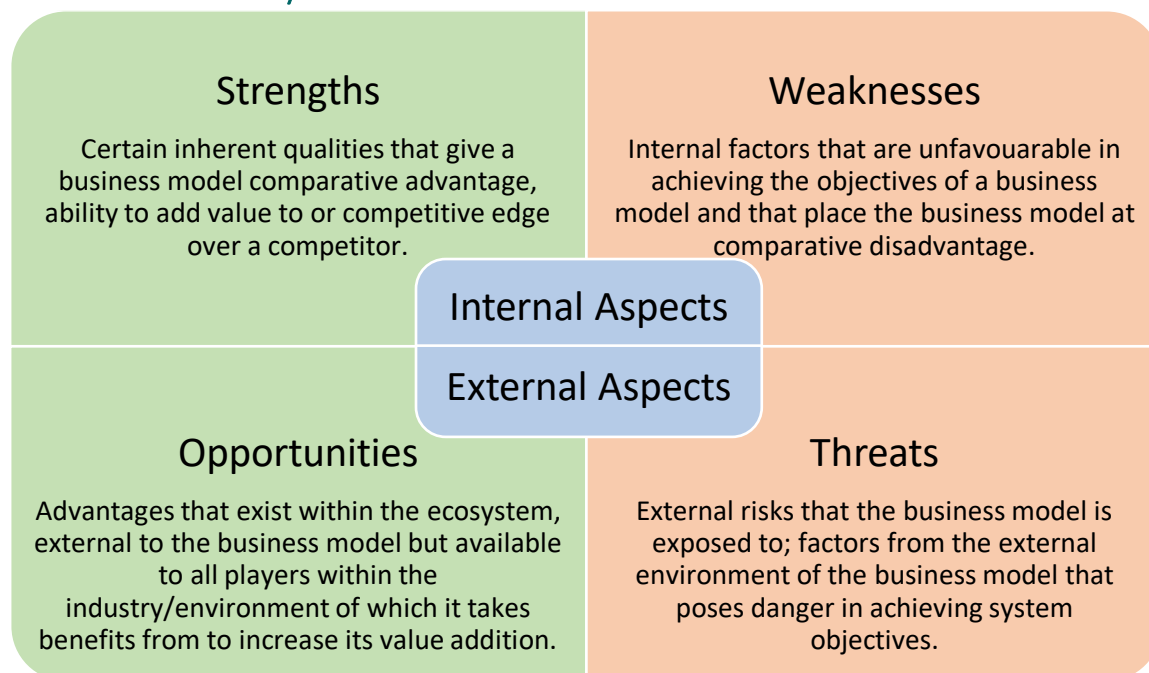 Strengths
Certain inherent qualities that give a
business model comparative advantage,
ability to add value to or competitive edge
over a competitor.
Weaknesses
Internal factors that are unfavouarable in
achieving the objectives of a business
model and that place the business model at
comparative disadvantage.
Internal Aspects
External Aspects
Opportunities
Advantages that exist within the ecosystem,
external to the business model but available
to all players within the
industry/environment of which it takes
benefits from to increase its value addition.
Threats
External risks that the business model is
exposed to; factors from the external
environment of the business model that
poses danger in achieving system
objectives.